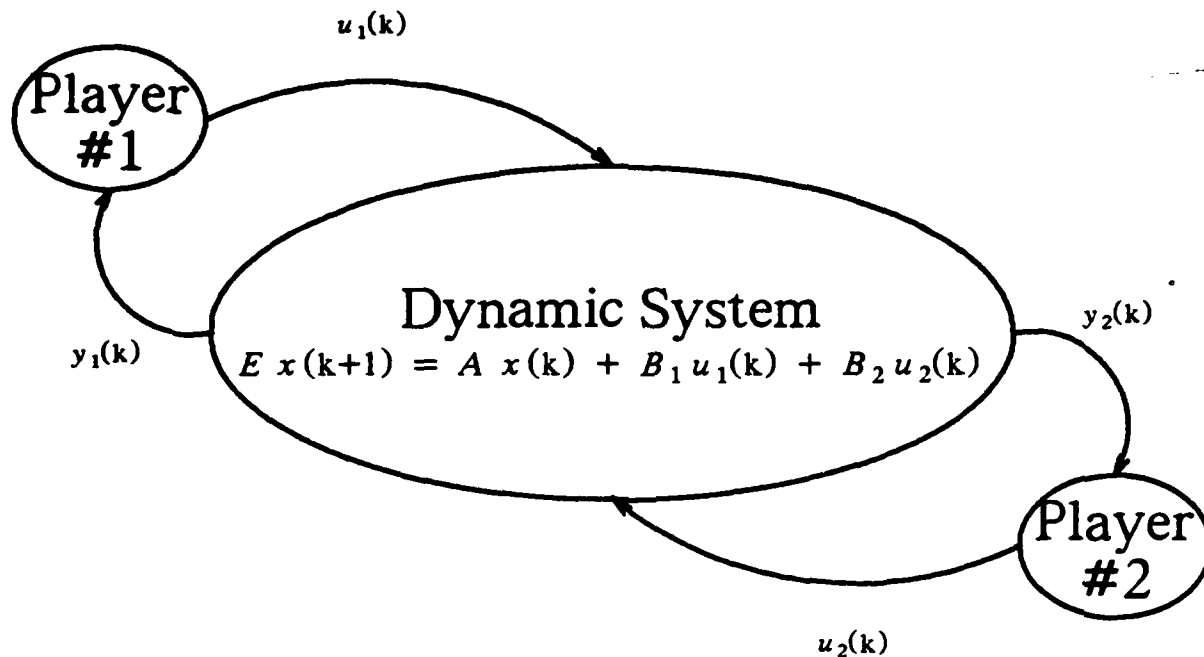 u₁(k)
Player
#1
Dynamic System
E x(k+1) = A x(k) + B₁ u₁(k) + B₂ u₂(k)
y₁(k)
y₂(k)
Player
#2
u₂(k)